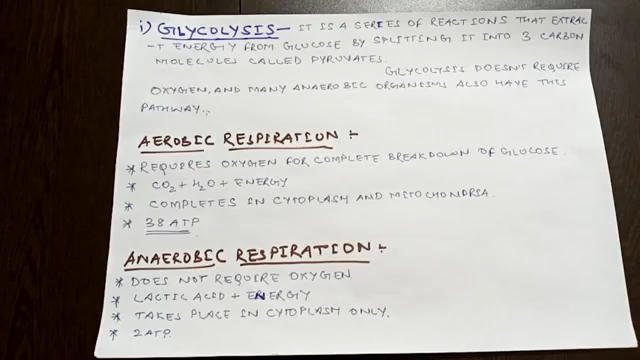 i) GLYCOLYSIS - IT IS A SERIES OF REACTIONS THAT EXTRAC
-T ENERGY FROM GLUCOSE BY SPLITTING IT INTO 3 CARBON
MOLECULES CALLED PYRUVATES.
GLYCOLYSIS DOESN'T REQUIRE
OXYGEN, AND MANY ANAEROBIC ORGANISMS ALSO HAVE THIS
PATHWAY.
AEROBIC RESPIRATION :-
* REQUIRES OXYGEN FOR COMPLETE BREAKDOWN OF GLUCOSE.
* CO2 + H2O + ENERGY
* COMPLETES IN CYTOPLASM AND MITOCHONDRIA.
* 38 ATP
ANAEROBIC RESPIRATION :-
* DOES NOT REQUIRE OXYGEN
* LACTIC ACID + ENERGY
* TAKES PLACE IN CYTOPLASM ONLY.
* 2ATP.